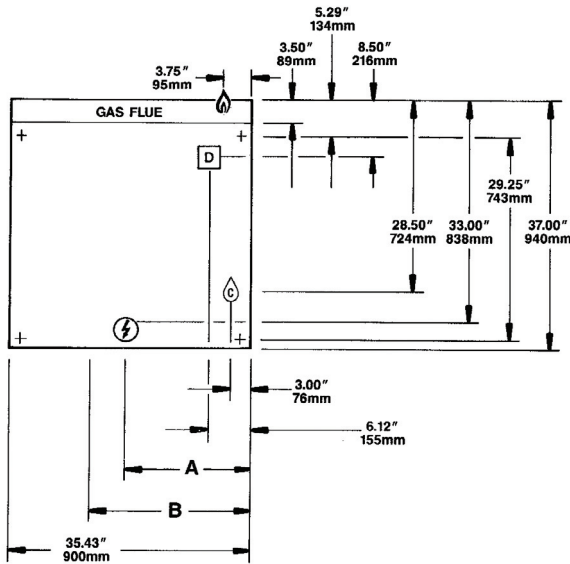 5.29"
134mm
3.50"
89mm
8.50"
216mm
3.75"
95mm
GAS FLUE
D
29.25"
743mm
28.50"
724mm
33.00"
838mm
37.00"
940mm
C
3.00"
76mm
6.12"
155mm
A
B
35.43"
900mm